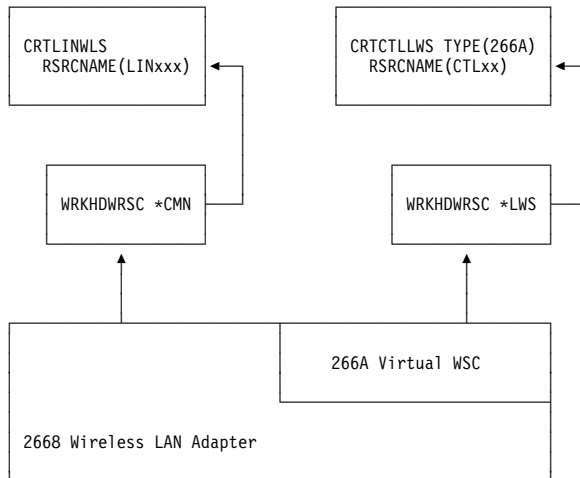 CRTLINWLS
RSRCNAME(LINxxx)
CRTCTLLWS TYPE(266A)
RSRCNAME(CTLxx)
WRKHDWRSC *CMN
WRKHDWRSC *LWS
266A Virtual WSC
2668 Wireless LAN Adapter